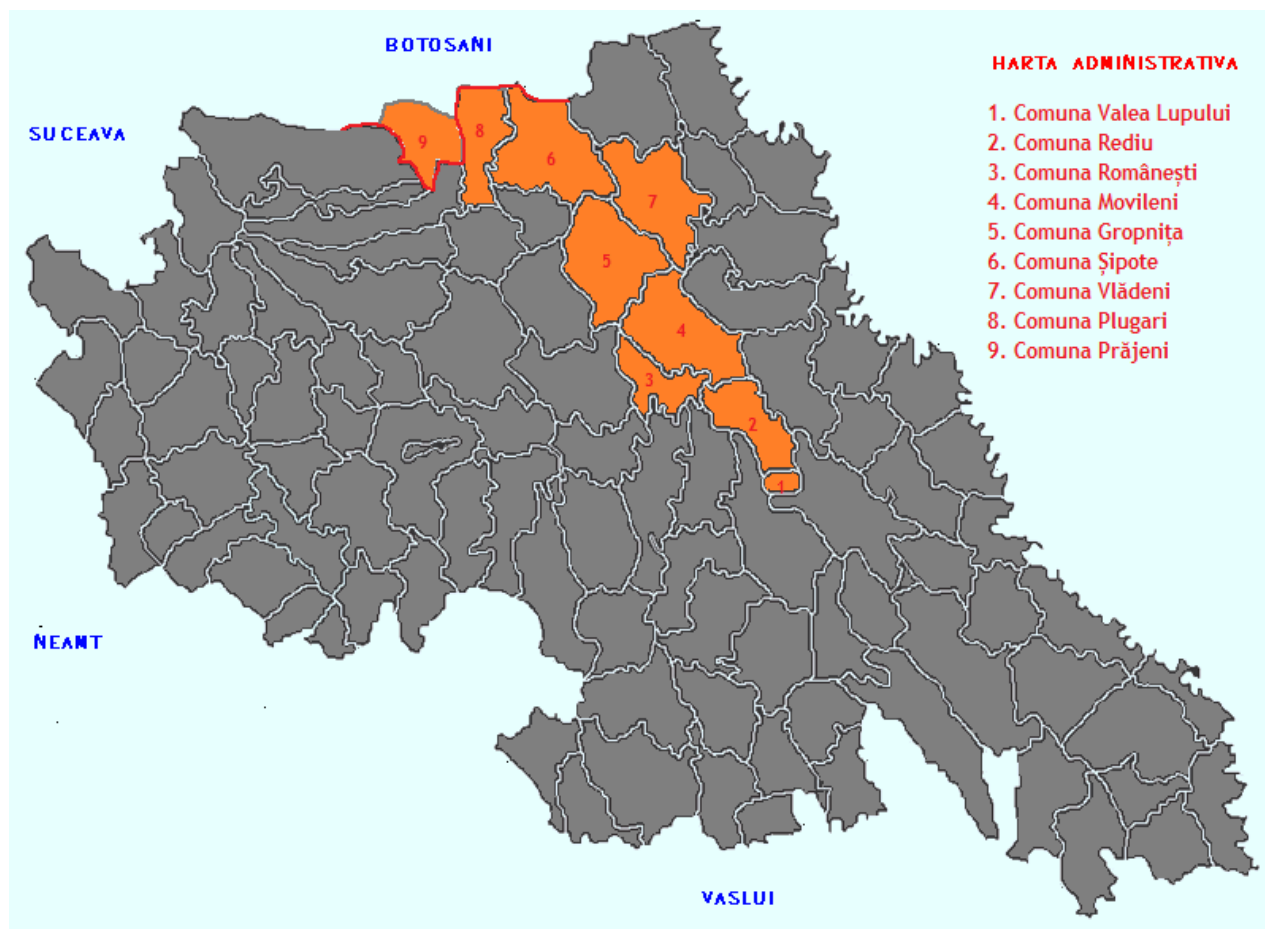 BOTOSANI
HARTA ADMINISTRATIVA
SUCEAVA
1. Comuna Valea Lupului
2. Comuna Rediu
3. Comuna Românești
4. Comuna Movileni
5. Comuna Gropnița
6. Comuna Șipote
7. Comuna Vlădeni
8. Comuna Plugari
9. Comuna Prăjeni
8
9
6
7
5
4
3
2
1
NEAMT
VASLUI